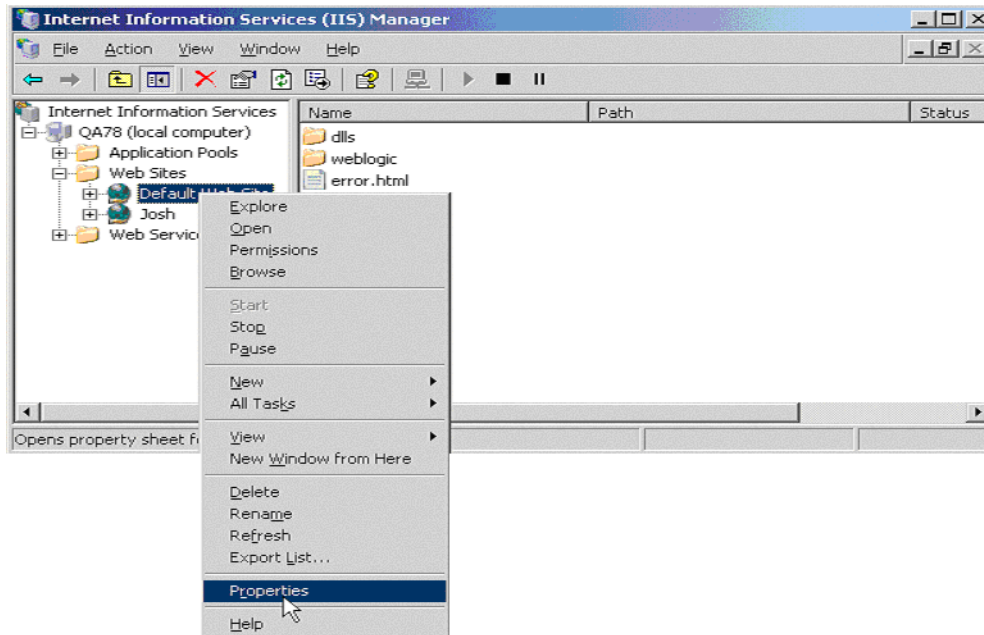 Internet Information Services (IIS) Manager
File Action View Window Help
Internet Information Services
QA78 (local computer)
Application Pools
Web Sites
Default Web Site
Josh
Web Servic
Name Path Status
dlls
weblogic
error.html
Explore
Open
Permissions
Browse
Start
Stop
Pause
New
All Tasks
View
New Window from Here
Delete
Rename
Refresh
Export List...
Properties
Help
Opens property sheet f